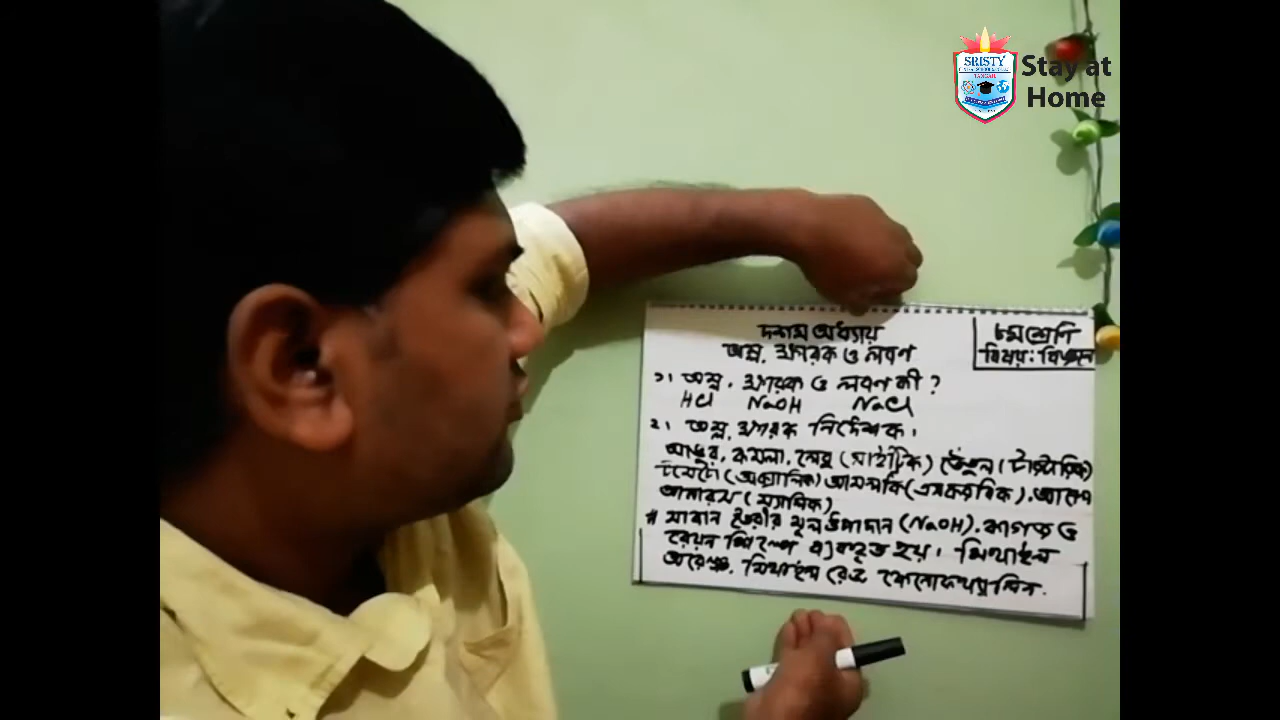 SRISTY
TANGAIL
Stay at
Home
দশম অধ্যায়
৮ম শ্রেণি
অম্ল, ক্ষারক ও লবণ
বিষয়: বিজ্ঞান
১। অম্ল, ক্ষারক ও লবণ কী?
HCl NaOH NaCl
২। অম্ল, ক্ষারক নির্দেশক।
আঙুর, কমলা, লেবু (সাইট্রিক) তেঁতুল (টারটারিক)
টমেটো (অক্সালিক) আমলকি (এসকরবিক), আপেল
আনারস (ম্যালিক)
# সাবান তৈরীর মূল উপাদান (NaOH), কাগজ ও
রেয়ন শিল্পে ব্যবহৃত হয়। মিথাইল
অরেঞ্জ, মিথাইল রেড, ফেনোফথ্যালিন.